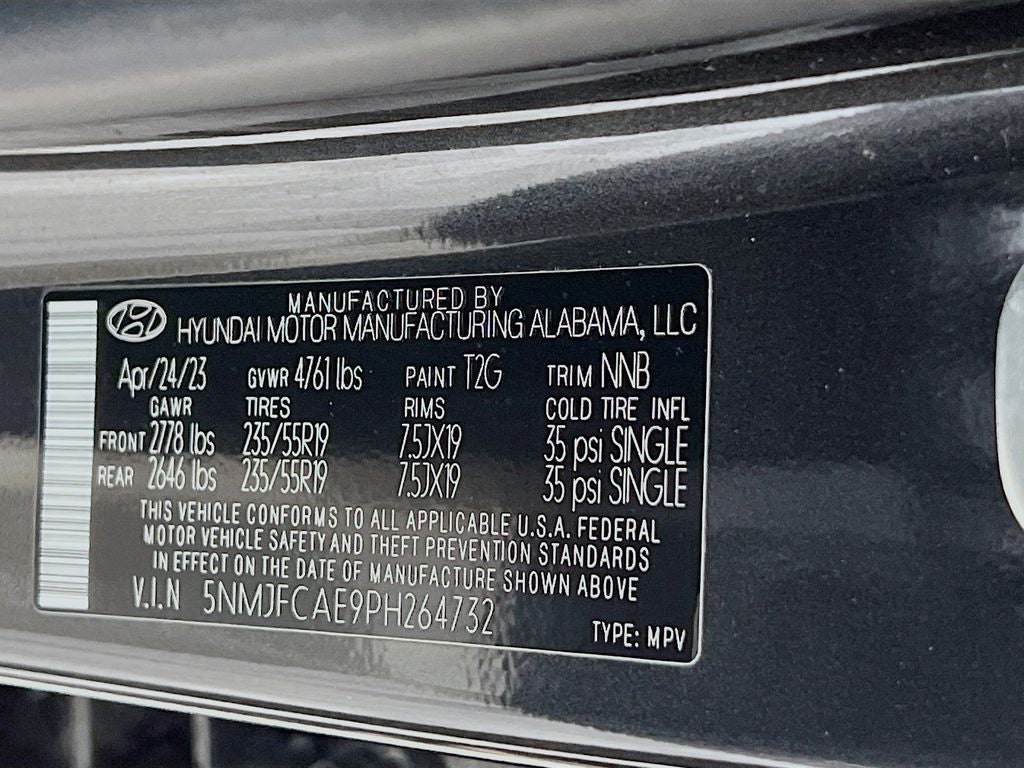 MANUFACTURED BY
HYUNDAI MOTOR MANUFACTURING ALABAMA, LLC
Apr/24/23 GVWR 4761 lbs PAINT T2G TRIM NNB
GAWR TIRES RIMS COLD TIRE INFL
FRONT 2778 lbs 235/55R19 7.5JX19 35 psi SINGLE
REAR 2646 lbs 235/55R19 7.5JX19 35 psi SINGLE
THIS VEHICLE CONFORMS TO ALL APPLICABLE U.S.A. FEDERAL
MOTOR VEHICLE SAFETY AND THEFT PREVENTION STANDARDS
IN EFFECT ON THE DATE OF MANUFACTURE SHOWN ABOVE
V.I.N 5NMJFCAE9PH264732
TYPE: MPV